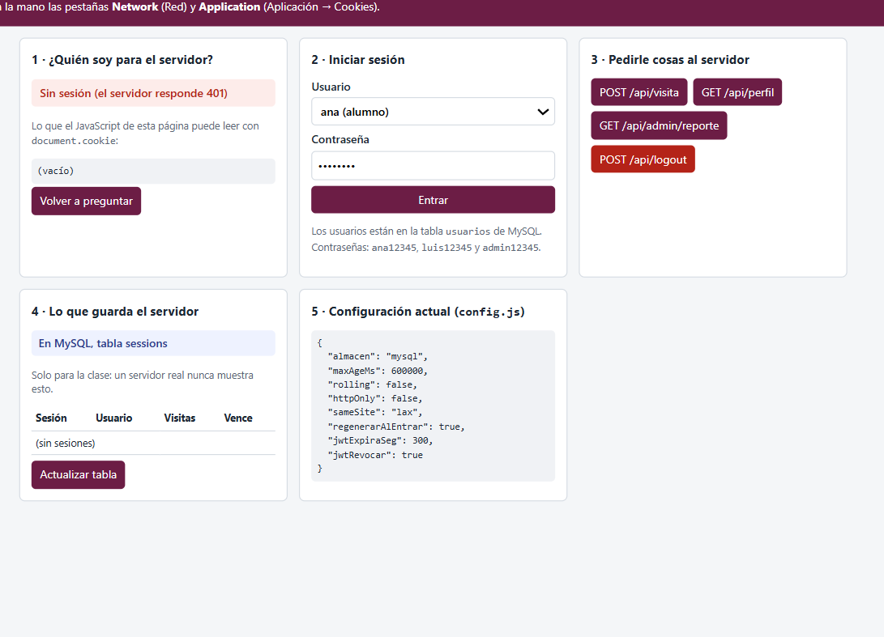 la mano las pestañas Network (Red) y Application (Aplicación → Cookies).
1 · ¿Quién soy para el servidor?
Sin sesión (el servidor responde 401)
Lo que el JavaScript de esta página puede leer con
document.cookie:
(vacío)
Volver a preguntar
2 · Iniciar sesión
Usuario
ana (alumno)
Contraseña
••••••••
Entrar
Los usuarios están en la tabla usuarios de MySQL.
Contraseñas: ana12345, luis12345 y admin12345.
3 · Pedirle cosas al servidor
POST /api/visita
GET /api/perfil
GET /api/admin/reporte
POST /api/logout
4 · Lo que guarda el servidor
En MySQL, tabla sessions
Solo para la clase: un servidor real nunca muestra
esto.
Sesión Usuario Visitas Vence
(sin sesiones)
Actualizar tabla
5 · Configuración actual (config.js)
{
"almacen": "mysql",
"maxAgeMs": 600000,
"rolling": false,
"httpOnly": false,
"sameSite": "lax",
"regenerarAlEntrar": true,
"jwtExpiraSeg": 300,
"jwtRevocar": true
}